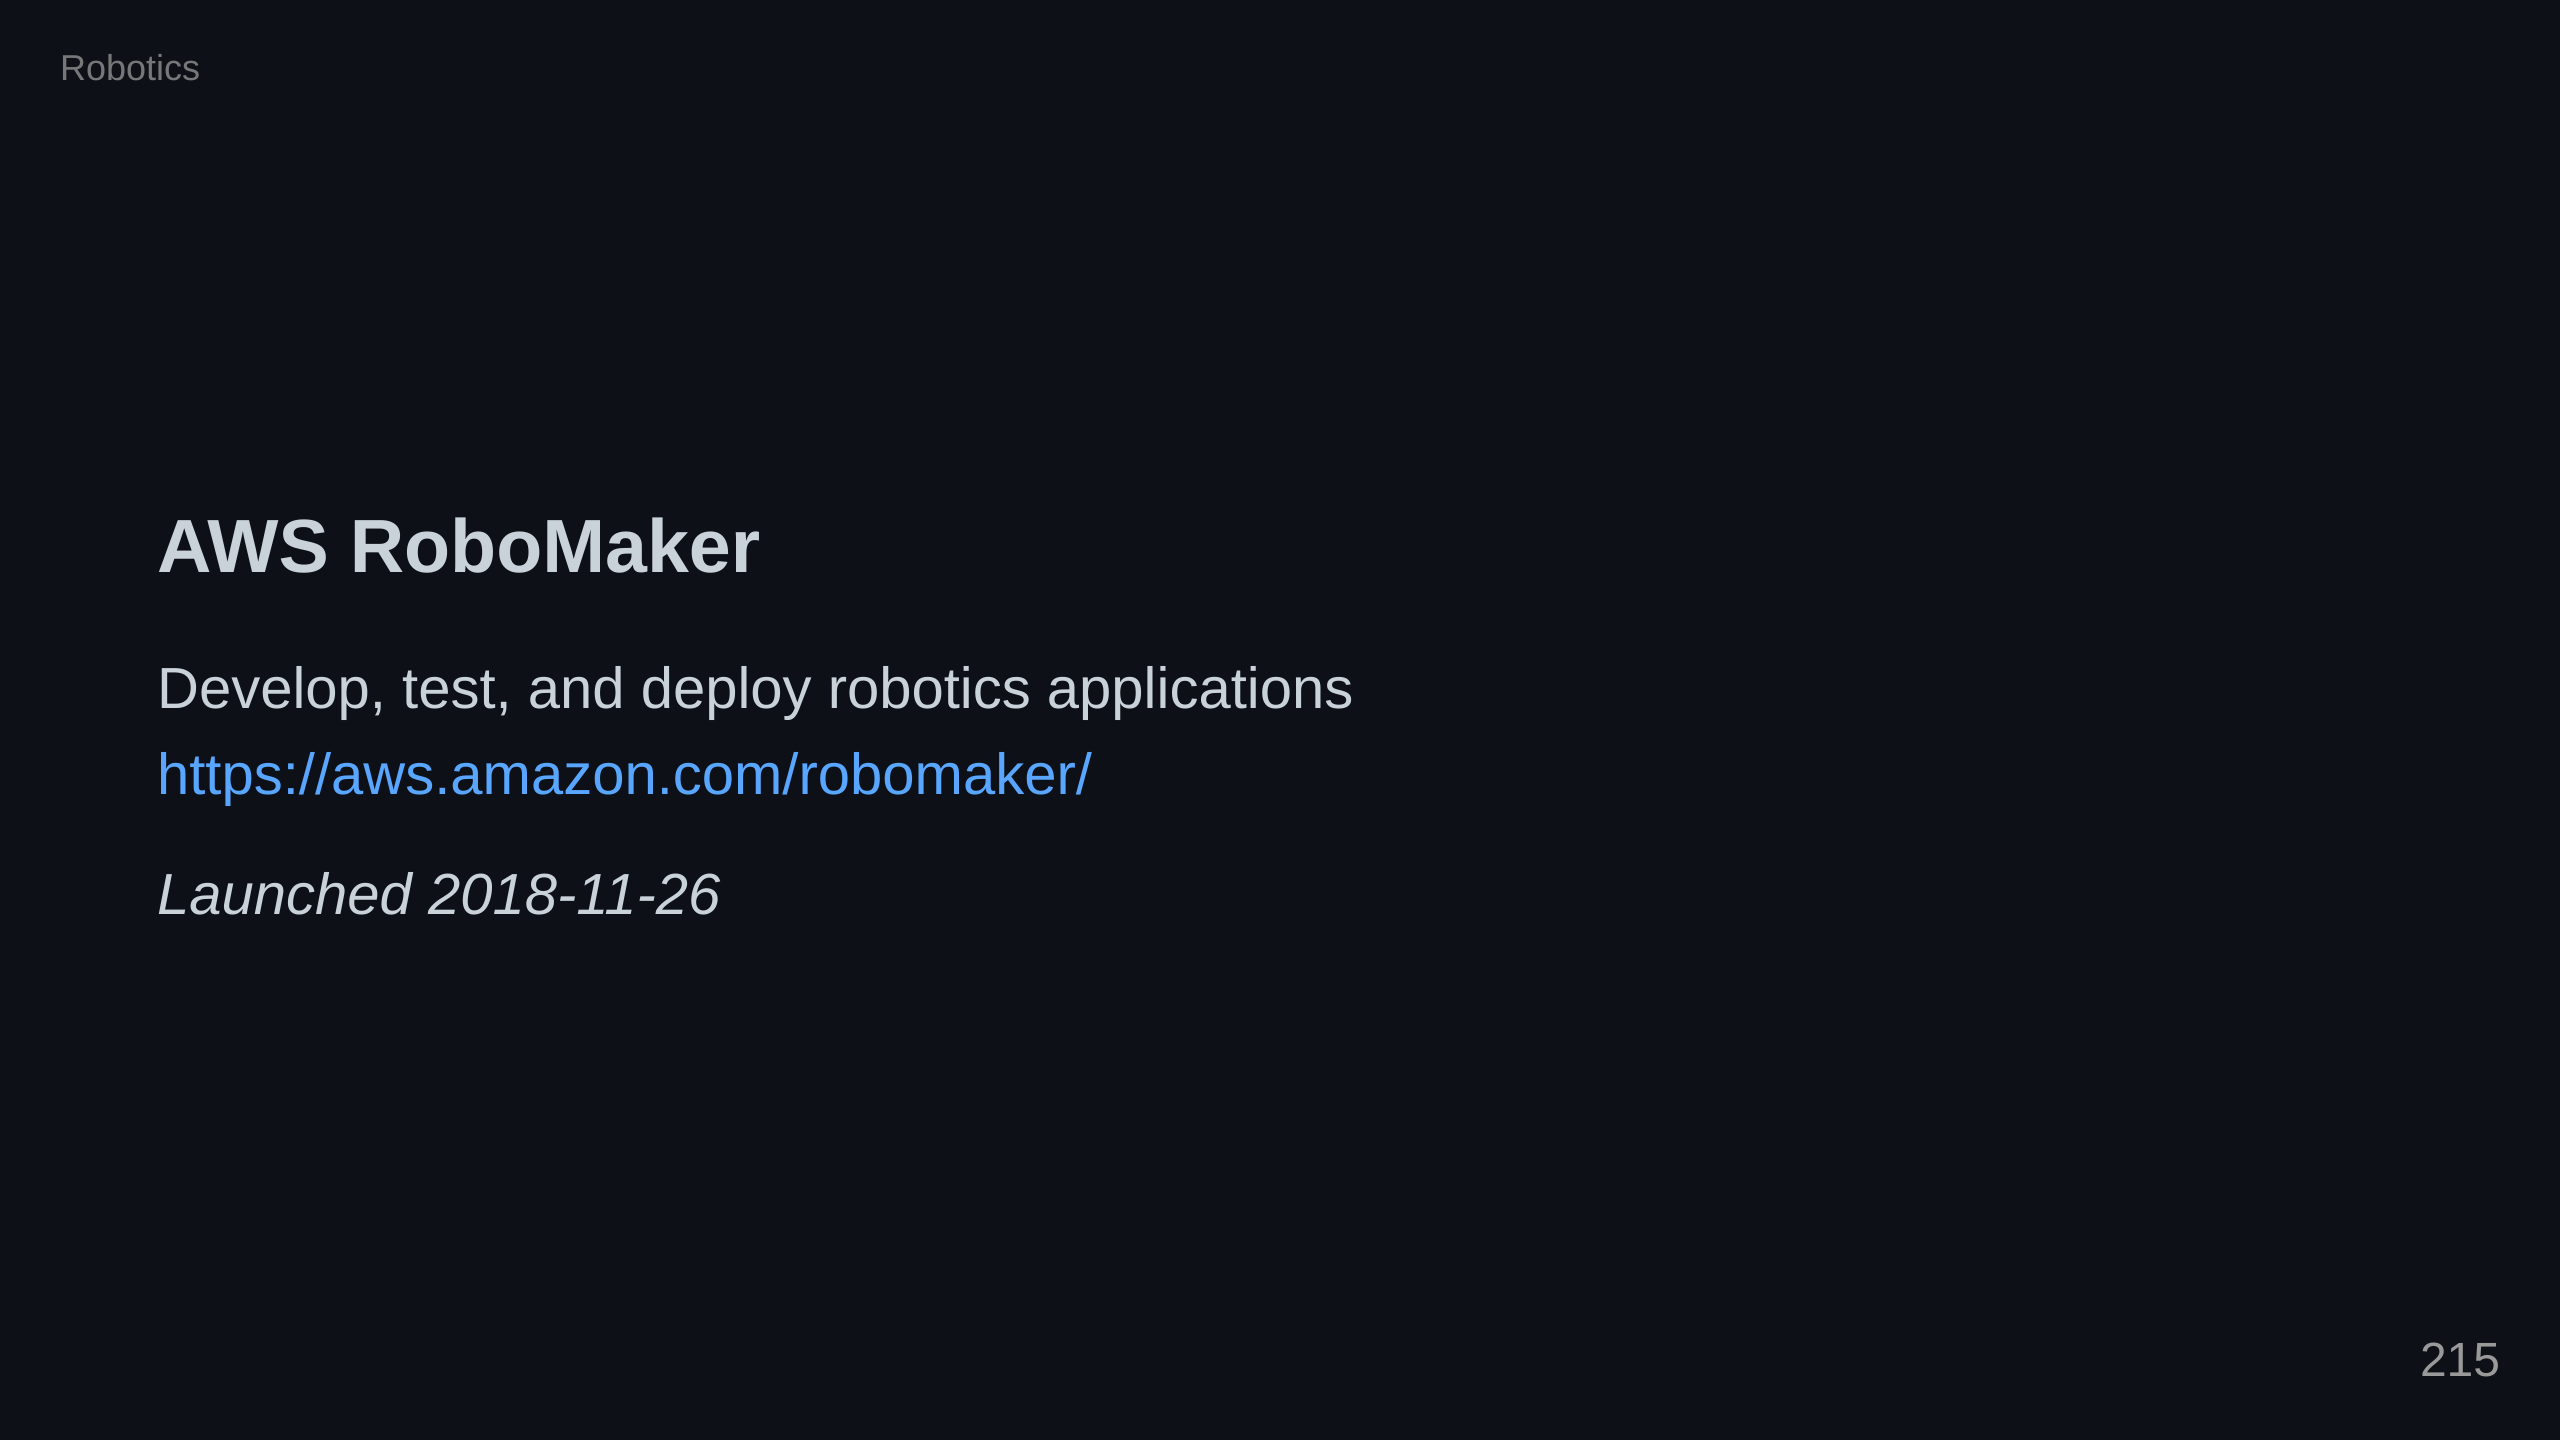 Robotics
AWS RoboMaker
Develop, test, and deploy robotics applications
https://aws.amazon.com/robomaker/
Launched 2018-11-26
215